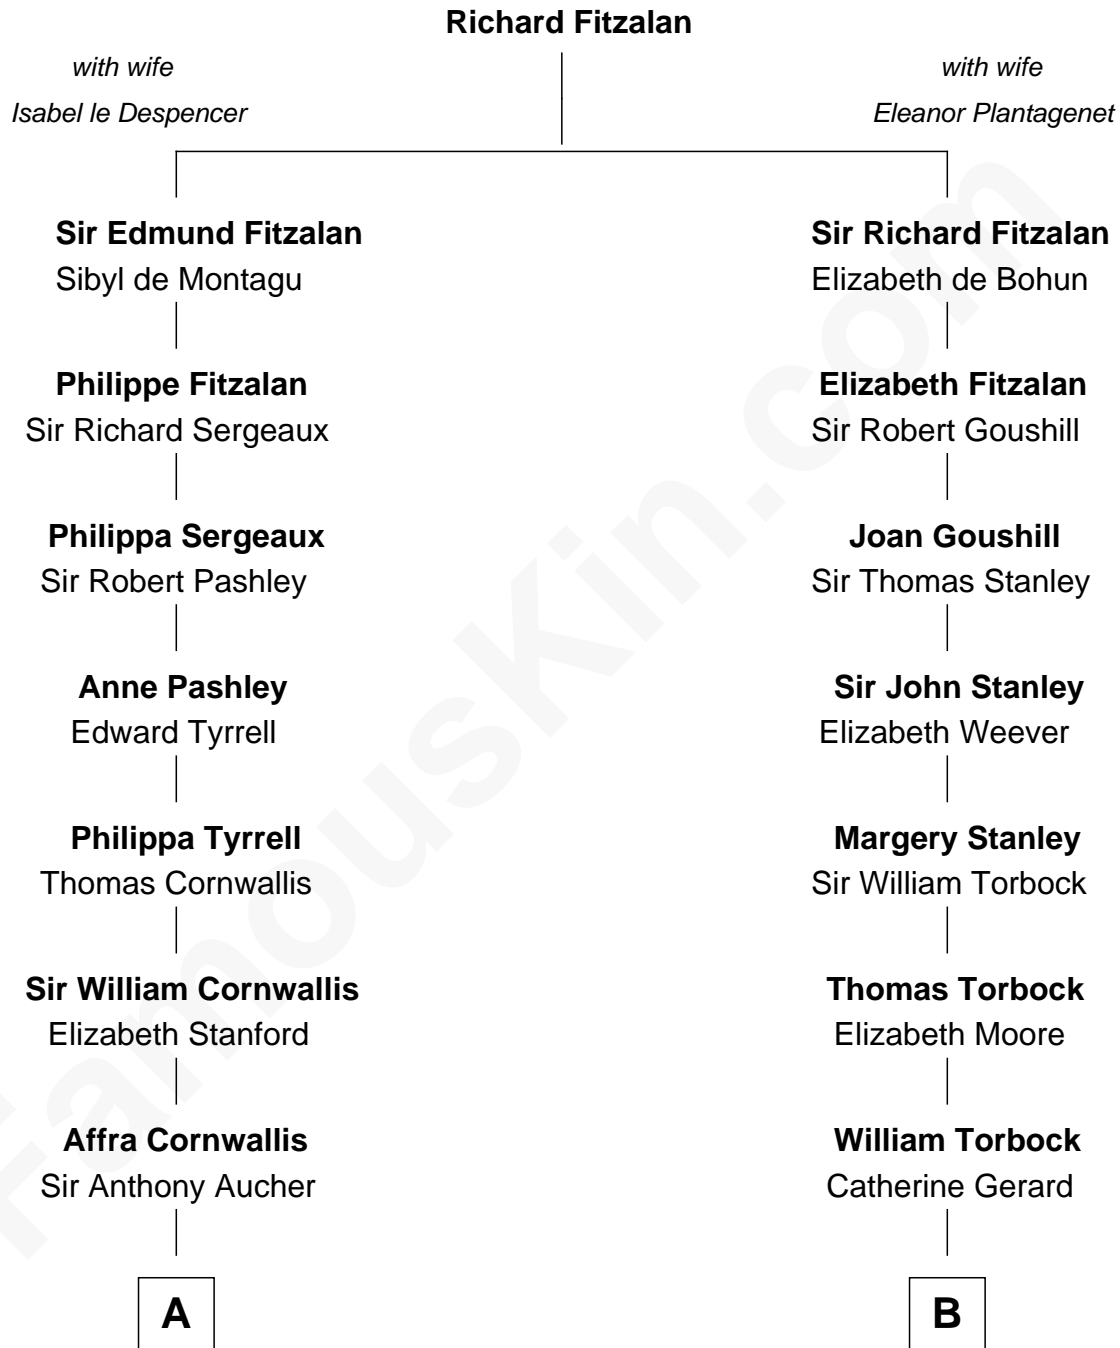 Richard Fitzalan
with wife
Isabel le Despencer
with wife
Eleanor Plantagenet
Sir Edmund Fitzalan
Sibyl de Montagu
Sir Richard Fitzalan
Elizabeth de Bohun
Philippe Fitzalan
Sir Richard Sergeaux
Elizabeth Fitzalan
Sir Robert Goushill
Philippa Sergeaux
Sir Robert Pashley
Joan Goushill
Sir Thomas Stanley
Anne Pashley
Edward Tyrrell
Sir John Stanley
Elizabeth Weever
Philippa Tyrrell
Thomas Cornwallis
Margery Stanley
Sir William Torbock
Sir William Cornwallis
Elizabeth Stanford
Thomas Torbock
Elizabeth Moore
Affra Cornwallis
Sir Anthony Aucher
William Torbock
Catherine Gerard
A
B
FamousKin.com